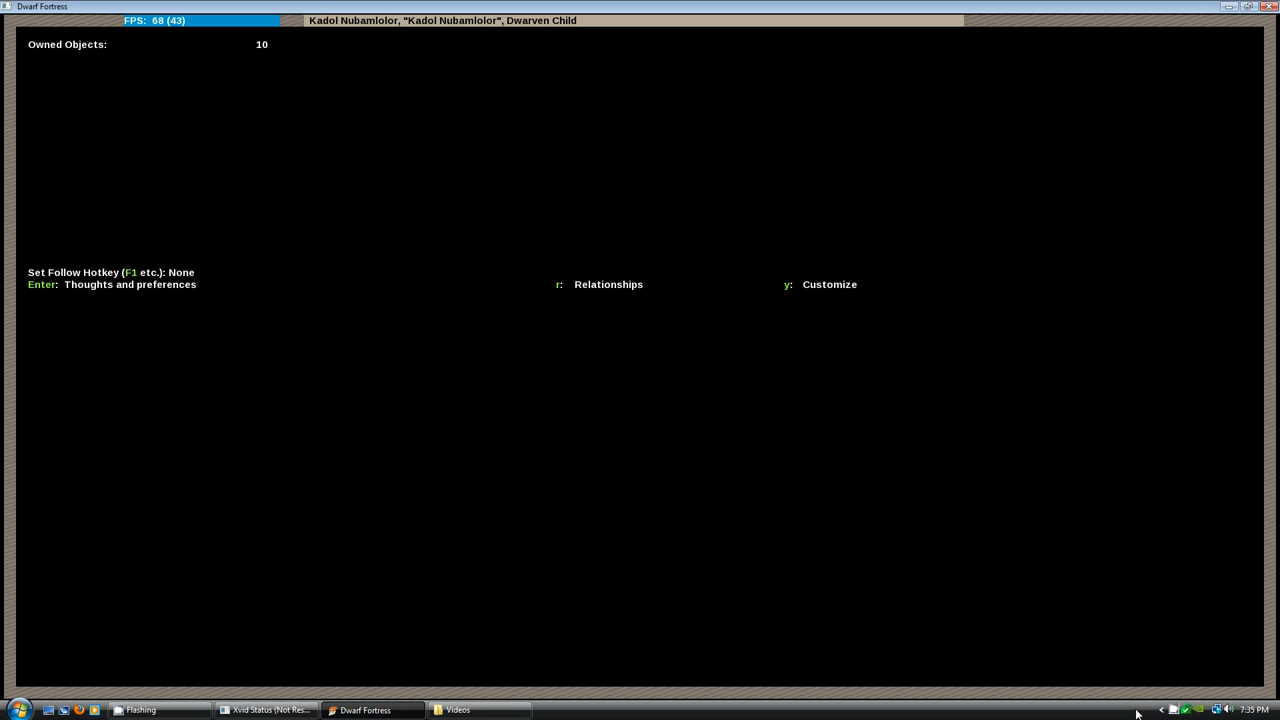 Dwarf Fortress
FPS: 68 (43)
Kadol Nubamlolor, "Kadol Nubamlolor", Dwarven Child
Owned Objects: 10
Set Follow Hotkey (F1 etc.): None
Enter: Thoughts and preferences r: Relationships y: Customize
Flashing Xvid Status (Not Res... Dwarf Fortress Videos 7:35 PM